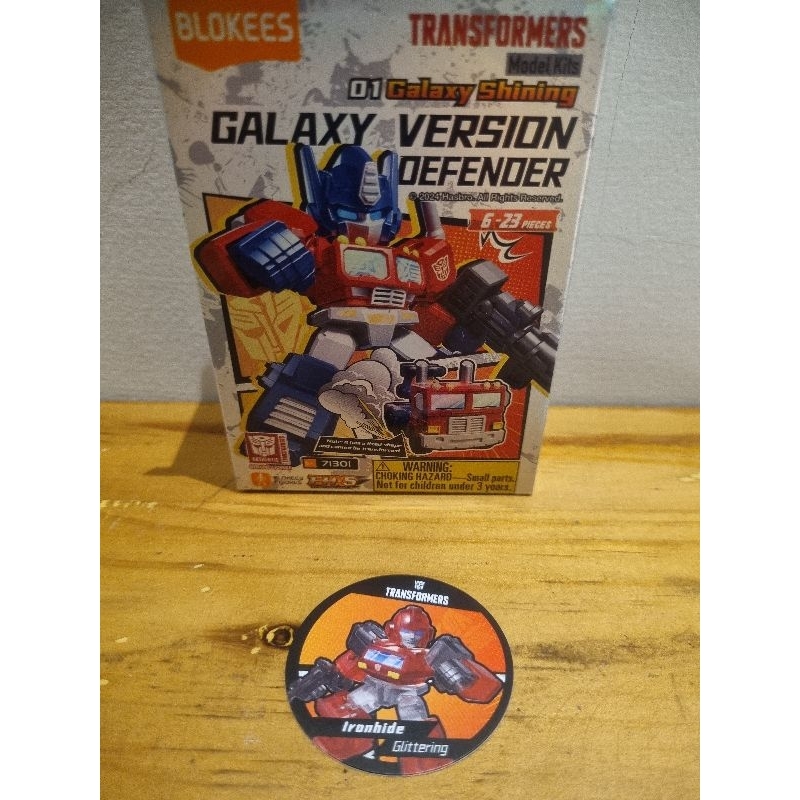 BLOKEES
TRANSFORMERS
Model Kits
01 Galaxy Shining
GALAXY VERSION
DEFENDER
© 2024 Hasbro. All Rights Reserved.
6-23 PIECES
71301
WARNING:
CHOKING HAZARD—Small parts.
Not for children under 3 years.
TRANSFORMERS
Ironhide
Glittering